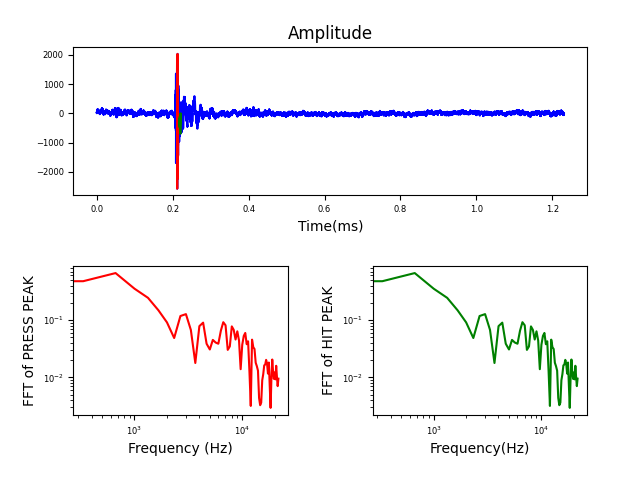 Amplitude
2000
1000
0
−1000
−2000
0.0 0.2 0.4 0.6 0.8 1.0 1.2
Time(ms)
FFT of PRESS PEAK
10⁻¹
10⁻²
10³ 10⁴
Frequency (Hz)
FFT of HIT PEAK
10⁻¹
10⁻²
10³ 10⁴
Frequency(Hz)